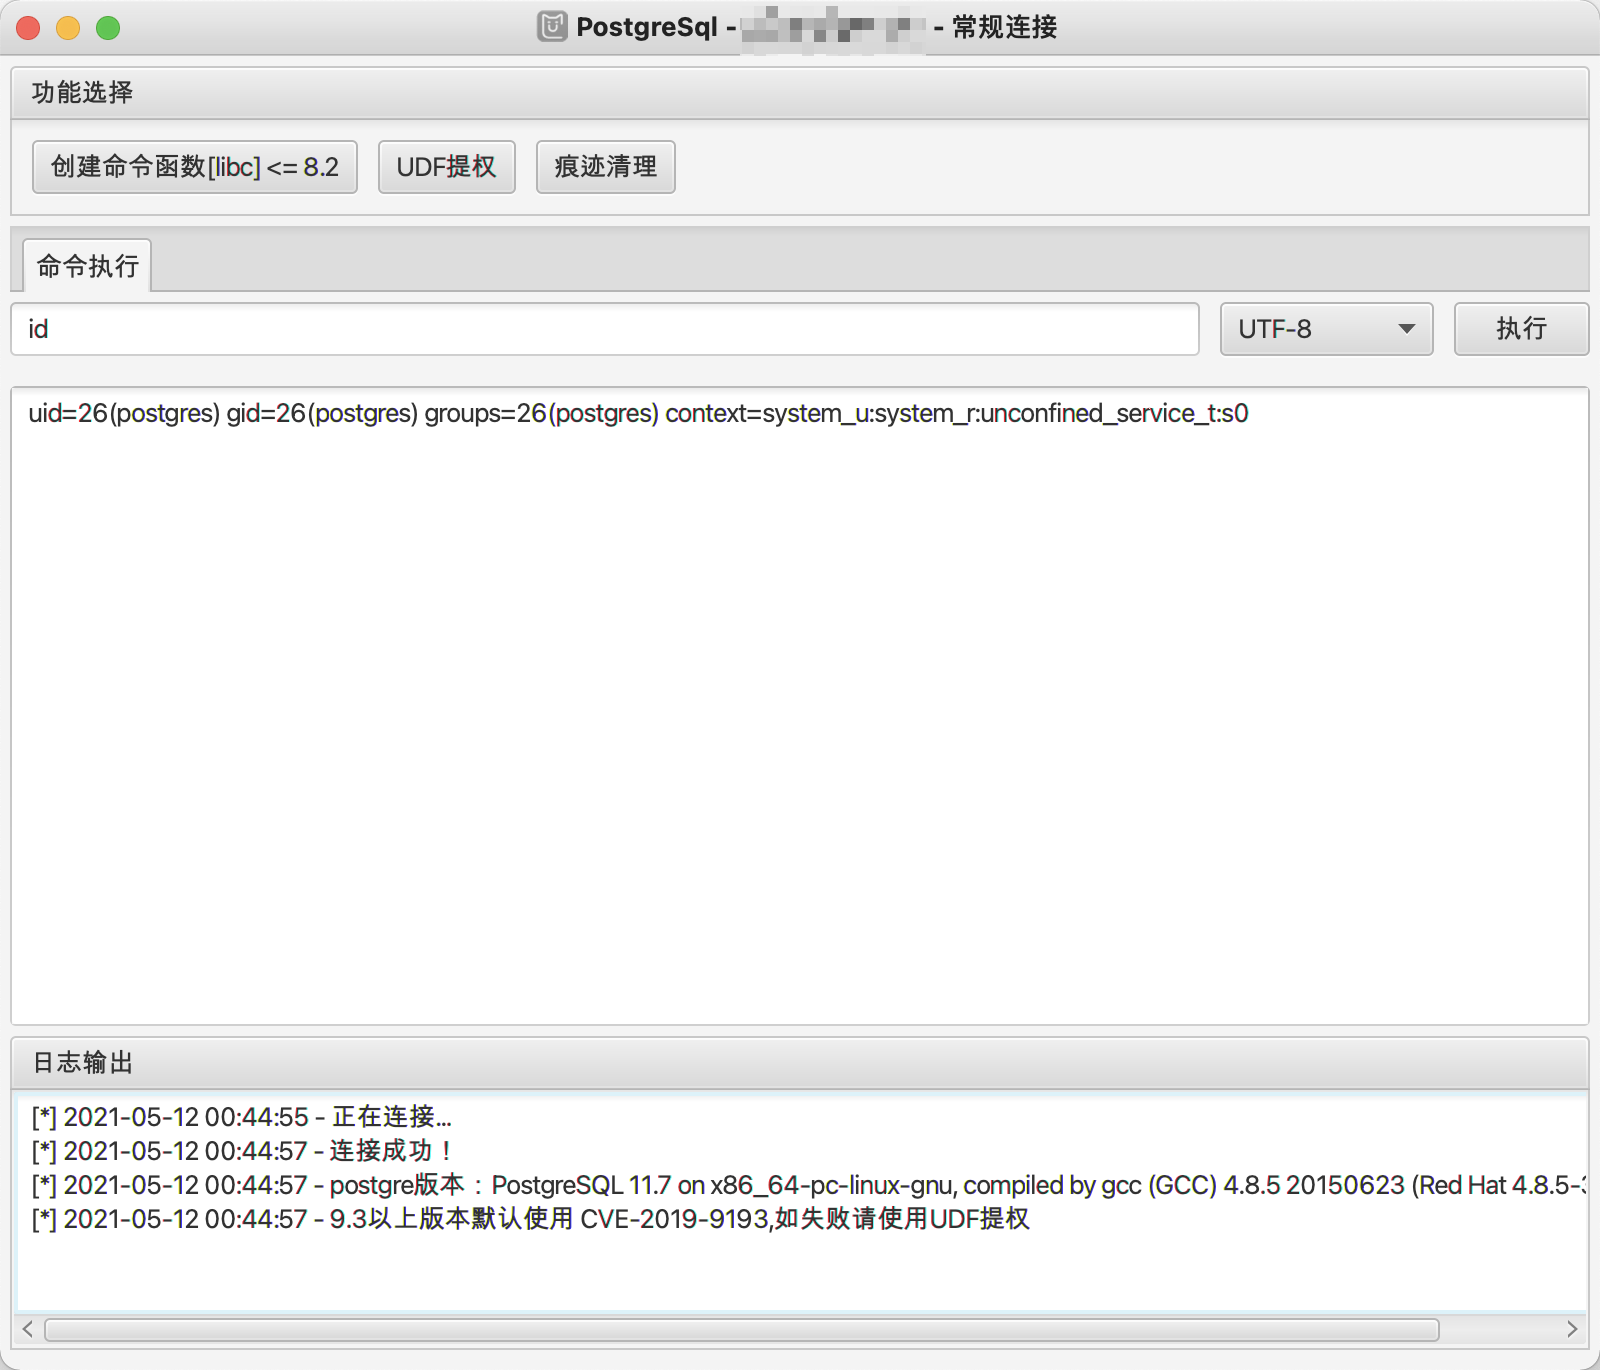 PostgreSql - - 常规连接
功能选择
创建命令函数[libc] <= 8.2 UDF提权 痕迹清理
命令执行
id UTF-8 执行
uid=26(postgres) gid=26(postgres) groups=26(postgres) context=system_u:system_r:unconfined_service_t:s0
日志输出
[*] 2021-05-12 00:44:55 - 正在连接...
[*] 2021-05-12 00:44:57 - 连接成功！
[*] 2021-05-12 00:44:57 - postgre版本：PostgreSQL 11.7 on x86_64-pc-linux-gnu, compiled by gcc (GCC) 4.8.5 20150623 (Red Hat 4.8.5-
[*] 2021-05-12 00:44:57 - 9.3以上版本默认使用 CVE-2019-9193,如失败请使用UDF提权